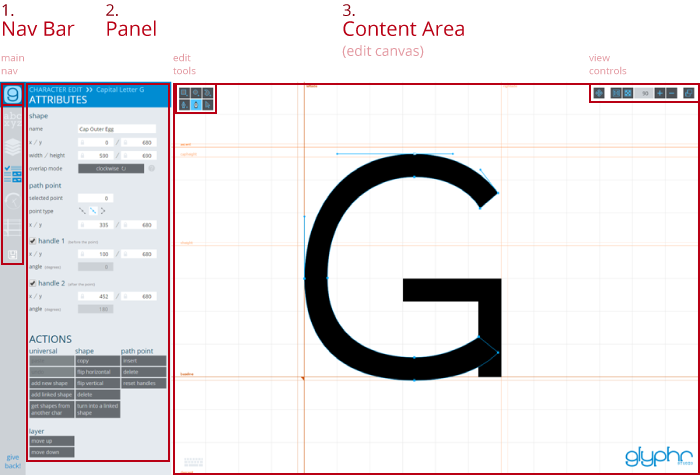 1.
Nav Bar
2.
Panel
3.
Content Area
(edit canvas)
main
nav
edit
tools
view
controls
CHARACTER EDIT Capital Letter G
ATTRIBUTES
shape
name Cap Outer Egg
x / y 0 / 680
width / height 500 / 690
overlap mode clockwise
path point
selected point 0
point type
x / y 335 / 680
handle 1 (before the point)
x / y 100 / 680
angle (degrees) 0
handle 2 (after the point)
x / y 452 / 680
angle (degrees) 180
ACTIONS
universal shape path point
copy insert
flip horizontal delete
add new shape flip vertical reset handles
add linked shape delete
get shapes from
another char
turn into a linked
shape
layer
move up
move down
give
back!
G
glyphr